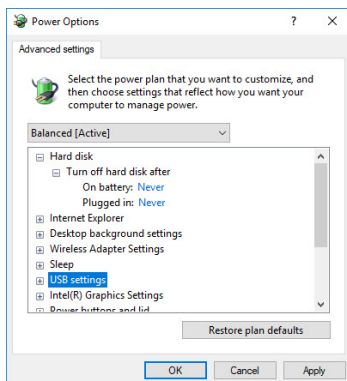 Power Options
?
Advanced settings
Select the power plan that you want to customize, and
then choose settings that reflect how you want your
computer to manage power.
Balanced [Active]
Hard disk
Turn off hard disk after
On battery: Never
Plugged in: Never
Internet Explorer
Desktop background settings
Wireless Adapter Settings
Sleep
USB settings
Intel(R) Graphics Settings
Power buttons and lid
Restore plan defaults
OK Cancel Apply